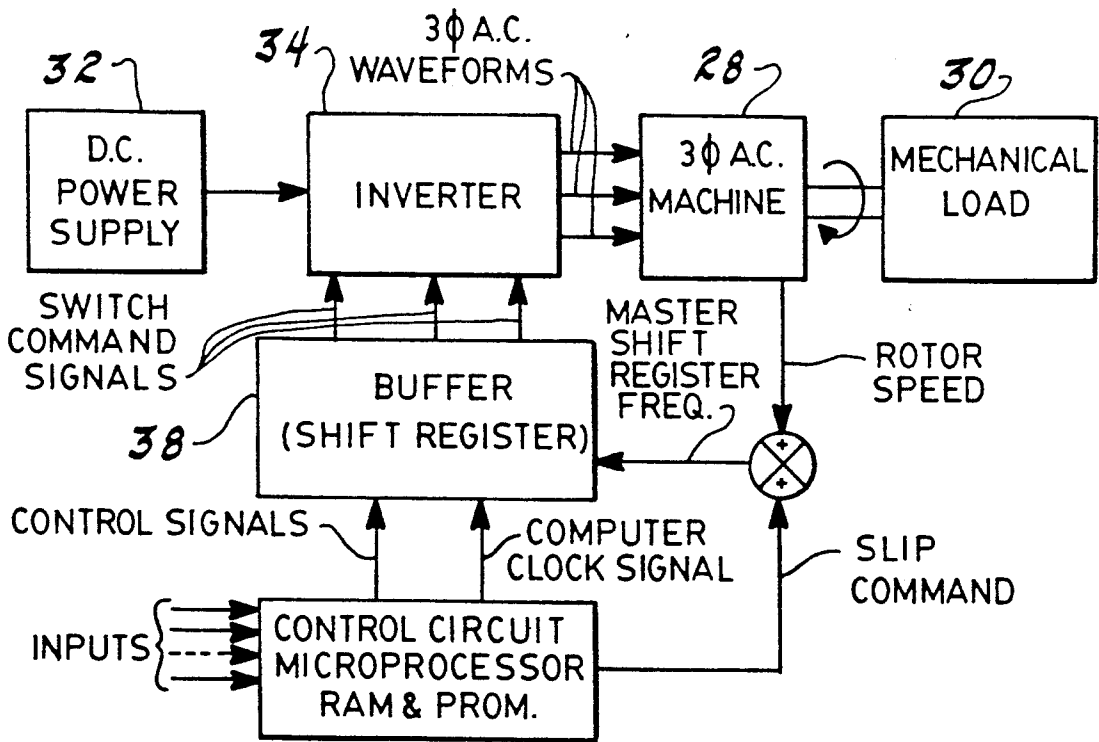 32
34
3ϕ A.C.
WAVEFORMS
28
30
D.C.
POWER
SUPPLY
INVERTER
3ϕ A.C.
MACHINE
MECHANICAL
LOAD
SWITCH
COMMAND
SIGNALS
MASTER
SHIFT
REGISTER
FREQ.
ROTOR
SPEED
BUFFER
(SHIFT REGISTER)
38
+
+
CONTROL SIGNALS
COMPUTER
CLOCK SIGNAL
SLIP
COMMAND
INPUTS
CONTROL CIRCUIT
MICROPROCESSOR
RAM & PROM.